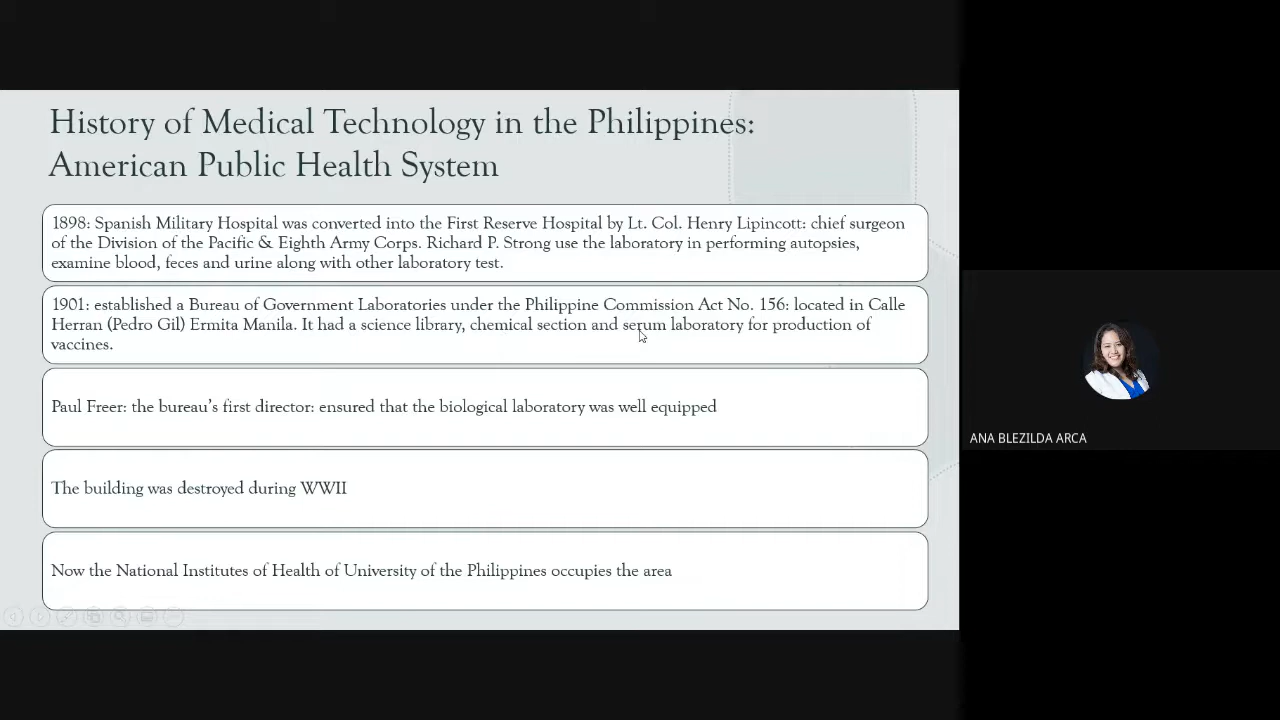 History of Medical Technology in the Philippines:
American Public Health System
1898: Spanish Military Hospital was converted into the First Reserve Hospital by Lt. Col. Henry Lipincott: chief surgeon
of the Division of the Pacific & Eighth Army Corps. Richard P. Strong use the laboratory in performing autopsies,
examine blood, feces and urine along with other laboratory test.
1901: established a Bureau of Government Laboratories under the Philippine Commission Act No. 156: located in Calle
Herran (Pedro Gil) Ermita Manila. It had a science library, chemical section and serum laboratory for production of
vaccines.
Paul Freer: the bureau's first director: ensured that the biological laboratory was well equipped
The building was destroyed during WWII
Now the National Institutes of Health of University of the Philippines occupies the area
ANA BLEZILDA ARCA